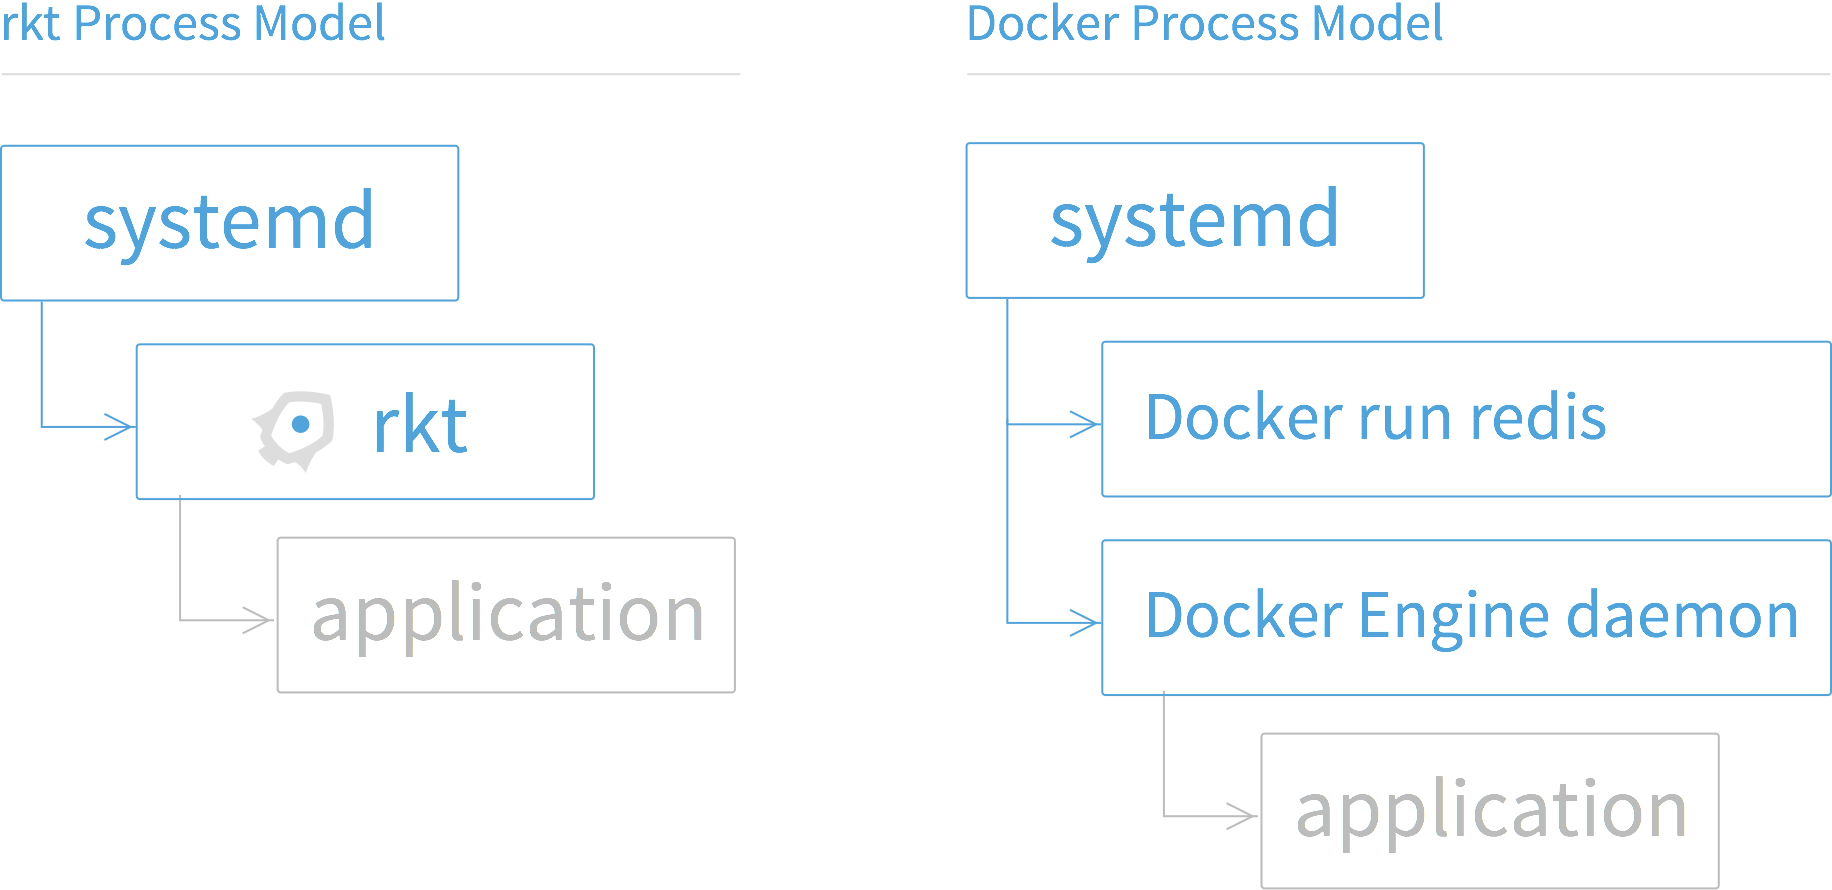 rkt Process Model
systemd
rkt
application
Docker Process Model
systemd
Docker run redis
Docker Engine daemon
application